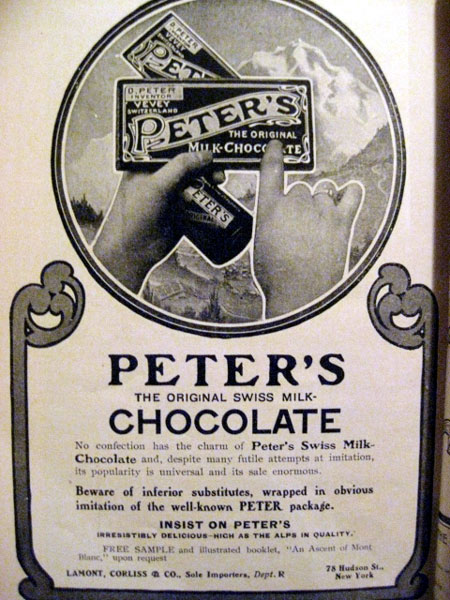 PETER'S
D. PETER
INVENTOR
VEVEY
SWITZERLAND
PETER'S
THE ORIGINAL
MILK-CHOCOLATE
PETER'S
ORIGINAL
PETER'S
THE ORIGINAL SWISS MILK-
CHOCOLATE
No confection has the charm of Peter's Swiss Milk-
Chocolate and, despite many futile attempts at imitation,
its popularity is universal and its sale enormous.
Beware of inferior substitutes, wrapped in obvious
imitation of the well-known PETER package.
INSIST ON PETER'S
IRRESISTIBLY DELICIOUS—HIGH AS THE ALPS IN QUALITY.
FREE SAMPLE and illustrated booklet, "An Ascent of Mont
Blanc," upon request
LAMONT, CORLISS & CO., Sole Importers, Dept. R
78 Hudson St.,
New York